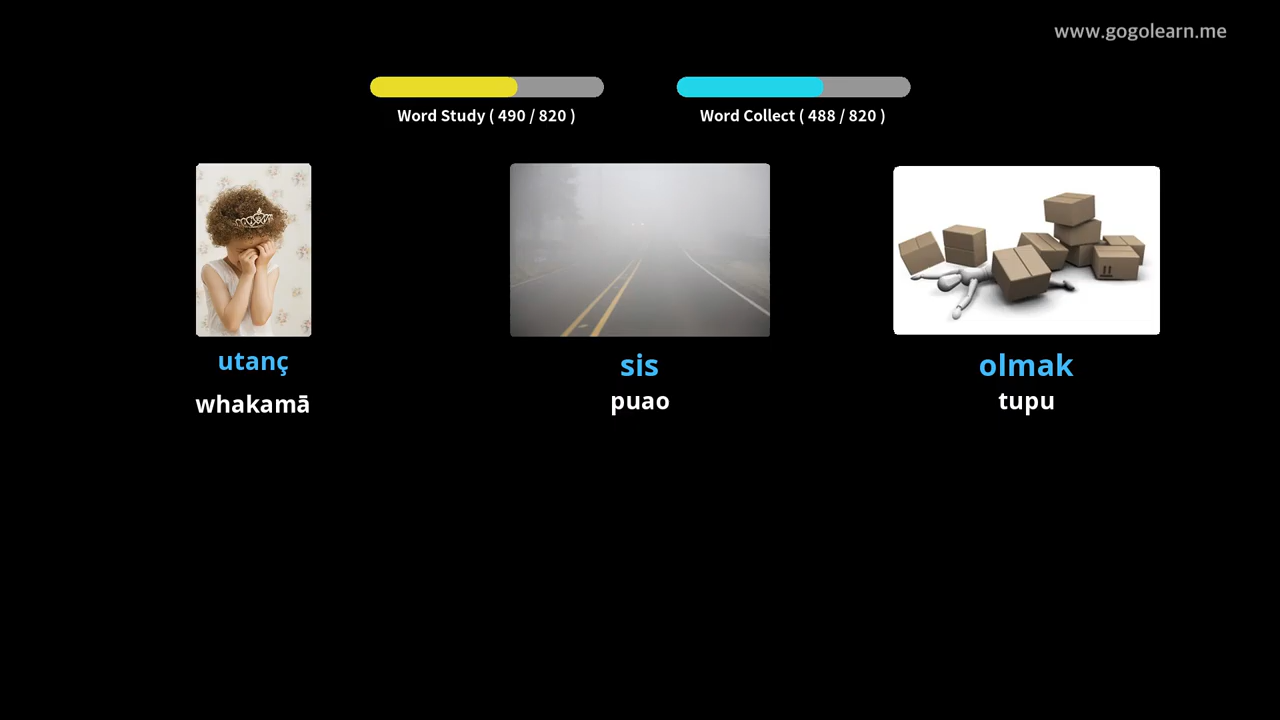 www.gogolearn.me
Word Study ( 490 / 820 )
Word Collect ( 488 / 820 )
utanç
whakamā
sis
puao
olmak
tupu